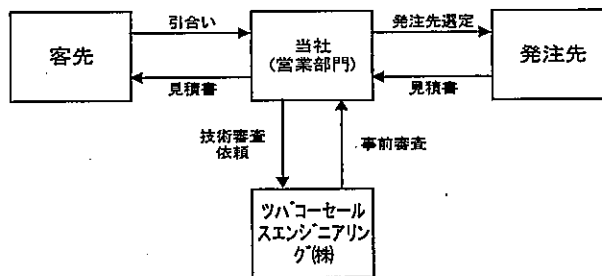 引合い
発注先選定
客先
当社
(営業部門)
発注先
見積書
見積書
技術審査
依頼
事前審査
ツバコーセール
スエンジニアリン
グ(株)